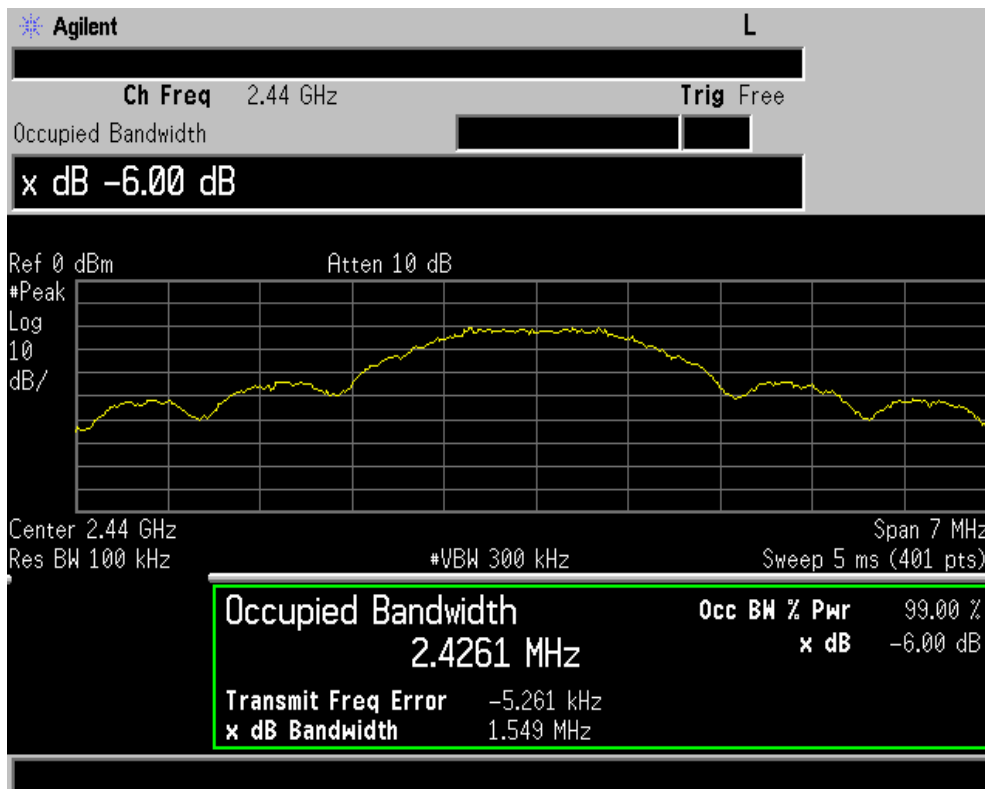 Agilent L
Ch Freq 2.44 GHz Trig Free
Occupied Bandwidth
x dB -6.00 dB
Ref 0 dBm Atten 10 dB
#Peak
Log
10
dB/
Center 2.44 GHz Span 7 MHz
Res BW 100 kHz #VBW 300 kHz Sweep 5 ms (401 pts)
Occupied Bandwidth Occ BW % Pwr 99.00 %
2.4261 MHz x dB -6.00 dB
Transmit Freq Error -5.261 kHz
x dB Bandwidth 1.549 MHz